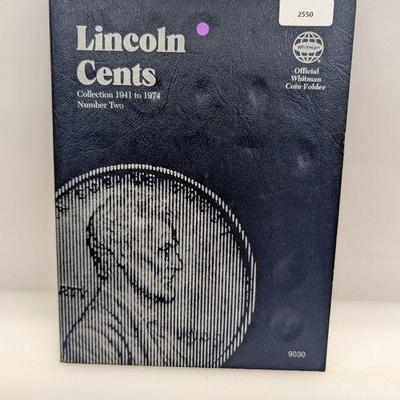 2550
Lincoln
Cents
Collection 1941 to 1974
Number Two
Whitman
Official
Whitman
Coin Folder
9030